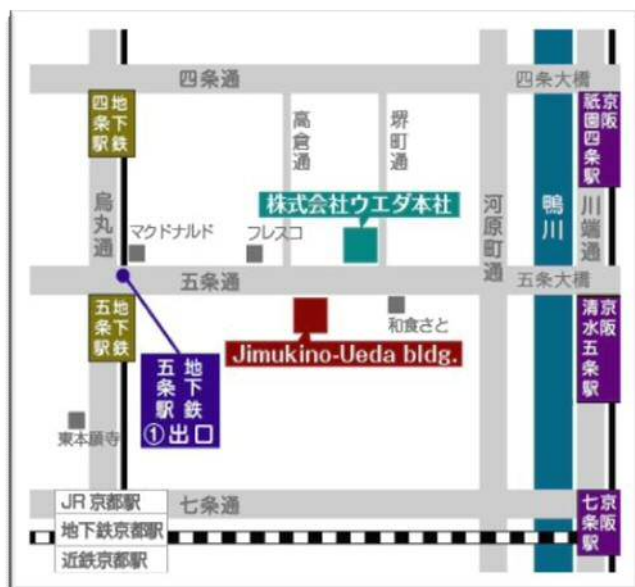 四条通
四条大橋
地下鉄
四条駅
高倉通
堺町通
京阪
祇園四条駅
烏丸通
株式会社ウエダ本社
河原町通
鴨川
川端通
マクドナルド
フレスコ
五条通
五条大橋
地下鉄
五条駅
和食さと
京阪
清水五条駅
Jimukino-Ueda bldg.
地下鉄
五条駅
①出口
東本願寺
JR京都駅
七条通
京阪
七条駅
地下鉄京都駅
近鉄京都駅